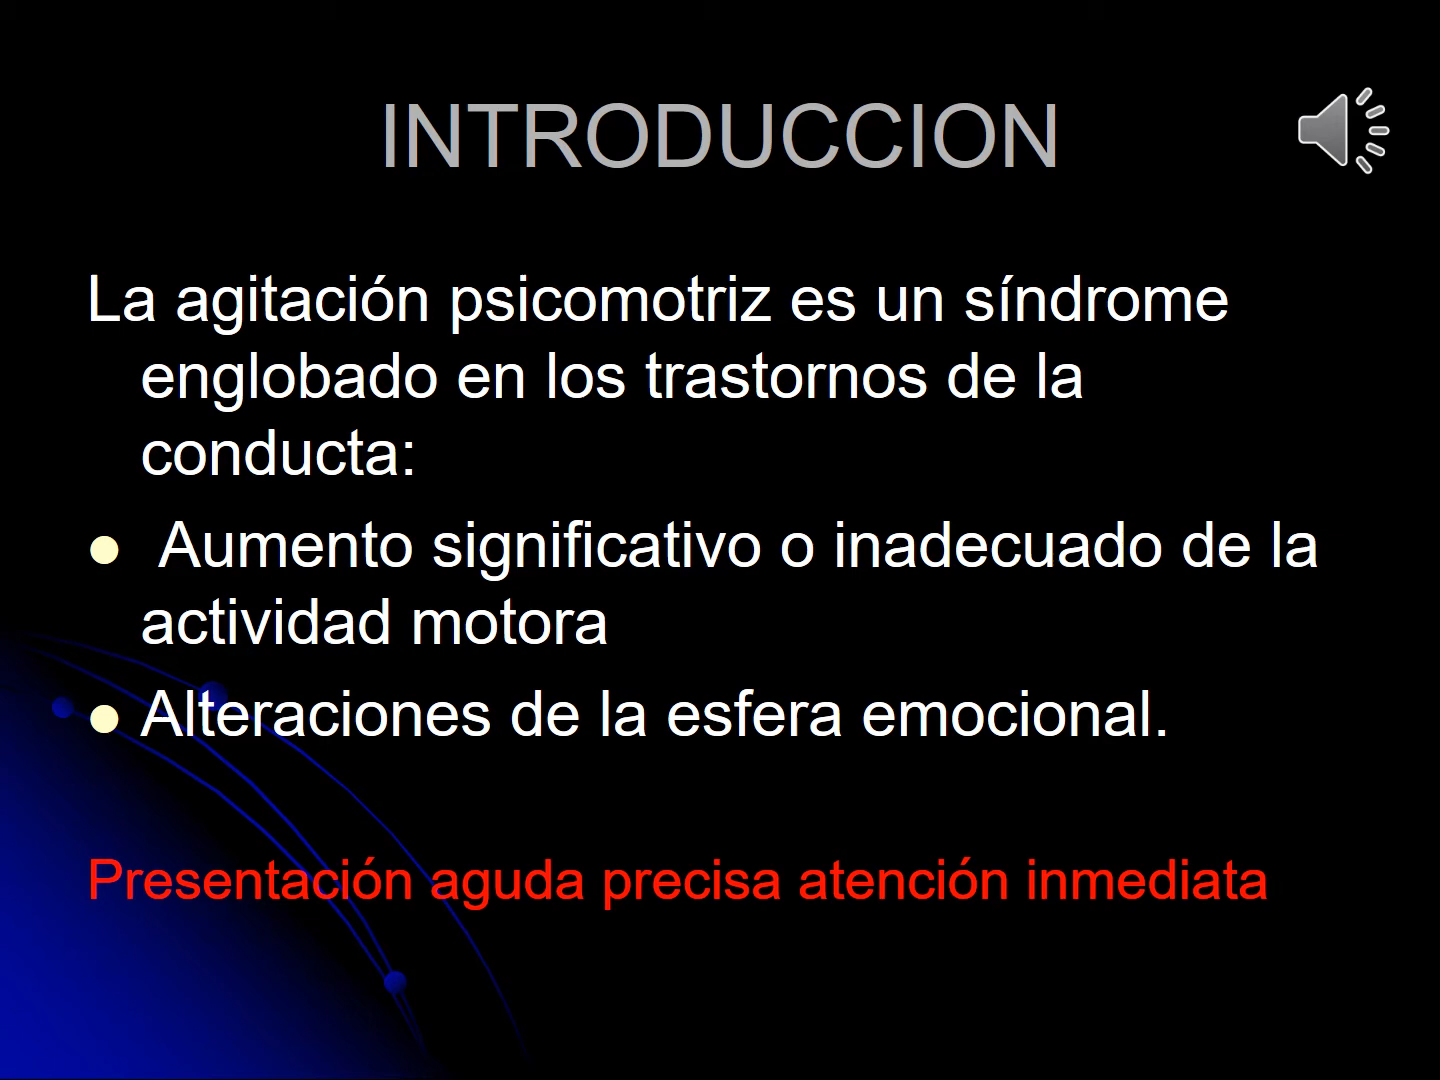 INTRODUCCION
La agitación psicomotriz es un síndrome
englobado en los trastornos de la
conducta:
● Aumento significativo o inadecuado de la
actividad motora
● Alteraciones de la esfera emocional.
Presentación aguda precisa atención inmediata